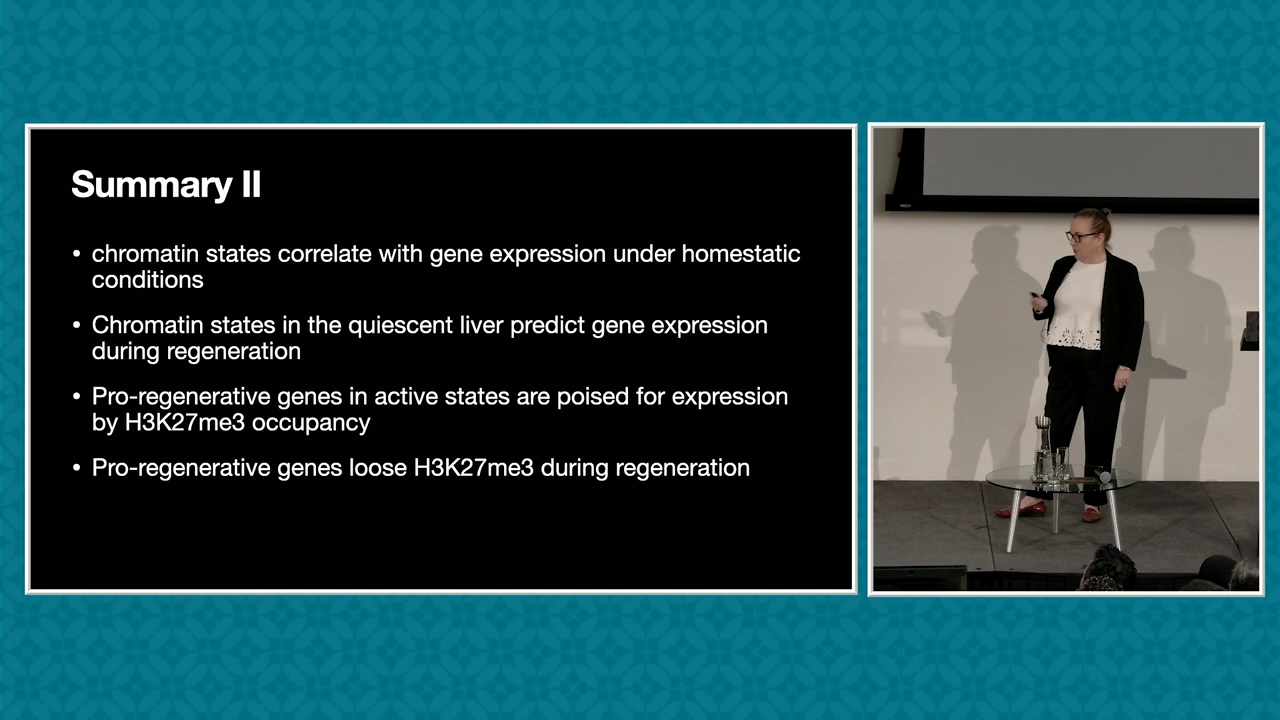 Summary II
• chromatin states correlate with gene expression under homestatic
conditions
• Chromatin states in the quiescent liver predict gene expression
during regeneration
• Pro-regenerative genes in active states are poised for expression
by H3K27me3 occupancy
• Pro-regenerative genes loose H3K27me3 during regeneration